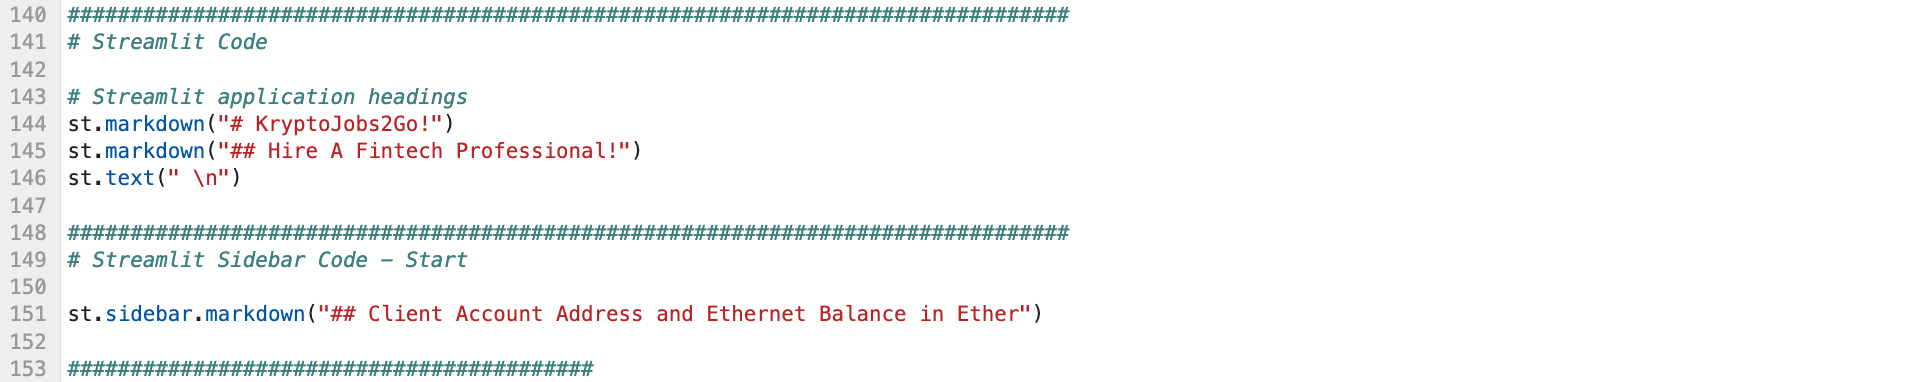 140 ################################################################################
141 # Streamlit Code
142
143 # Streamlit application headings
144 st.markdown("# KryptoJobs2Go!")
145 st.markdown("## Hire A Fintech Professional!")
146 st.text(" \n")
147
148 ################################################################################
149 # Streamlit Sidebar Code - Start
150
151 st.sidebar.markdown("## Client Account Address and Ethernet Balance in Ether")
152
153 ##########################################